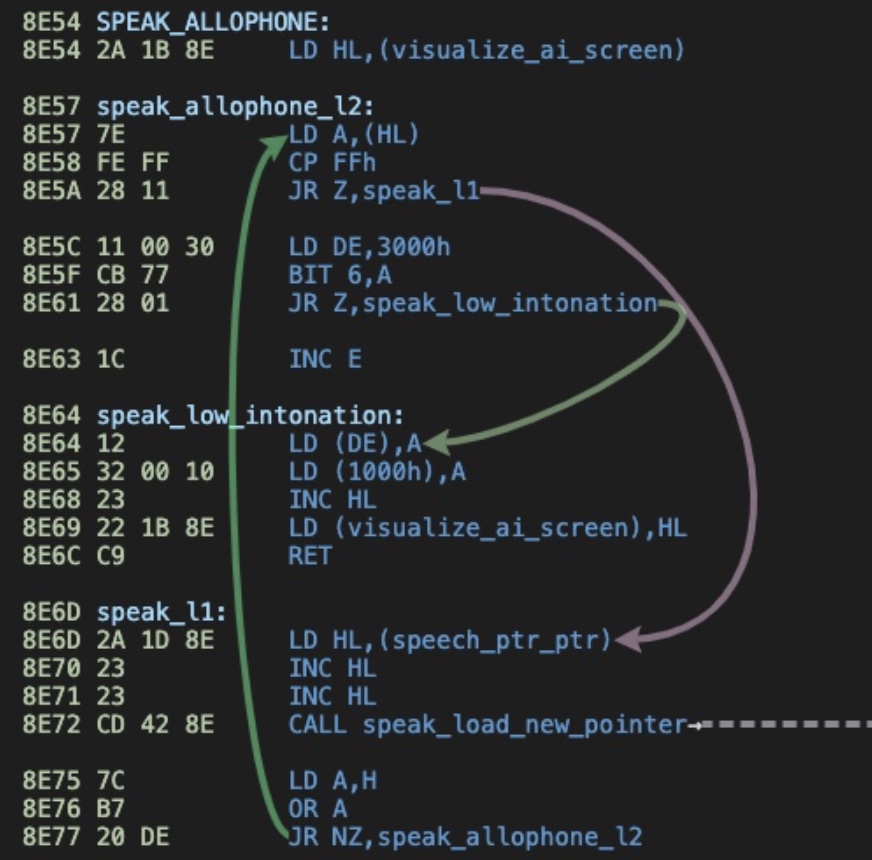 8E54 SPEAK_ALLOPHONE:
8E54 2A 1B 8E LD HL,(visualize_ai_screen)
8E57 speak_allophone_l2:
8E57 7E LD A,(HL)
8E58 FE FF CP FFh
8E5A 28 11 JR Z,speak_l1
8E5C 11 00 30 LD DE,3000h
8E5F CB 77 BIT 6,A
8E61 28 01 JR Z,speak_low_intonation
8E63 1C INC E
8E64 speak_low_intonation:
8E64 12 LD (DE),A
8E65 32 00 10 LD (1000h),A
8E68 23 INC HL
8E69 22 1B 8E LD (visualize_ai_screen),HL
8E6C C9 RET
8E6D speak_l1:
8E6D 2A 1D 8E LD HL,(speech_ptr_ptr)
8E70 23 INC HL
8E71 23 INC HL
8E72 CD 42 8E CALL speak_load_new_pointer
8E75 7C LD A,H
8E76 B7 OR A
8E77 20 DE JR NZ,speak_allophone_l2